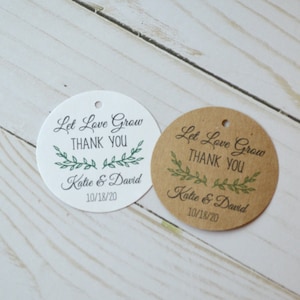 Let Love Grow
THANK YOU
Katie & David
10/18/20
Let Love Grow
THANK YOU
Katie & David
10/18/20